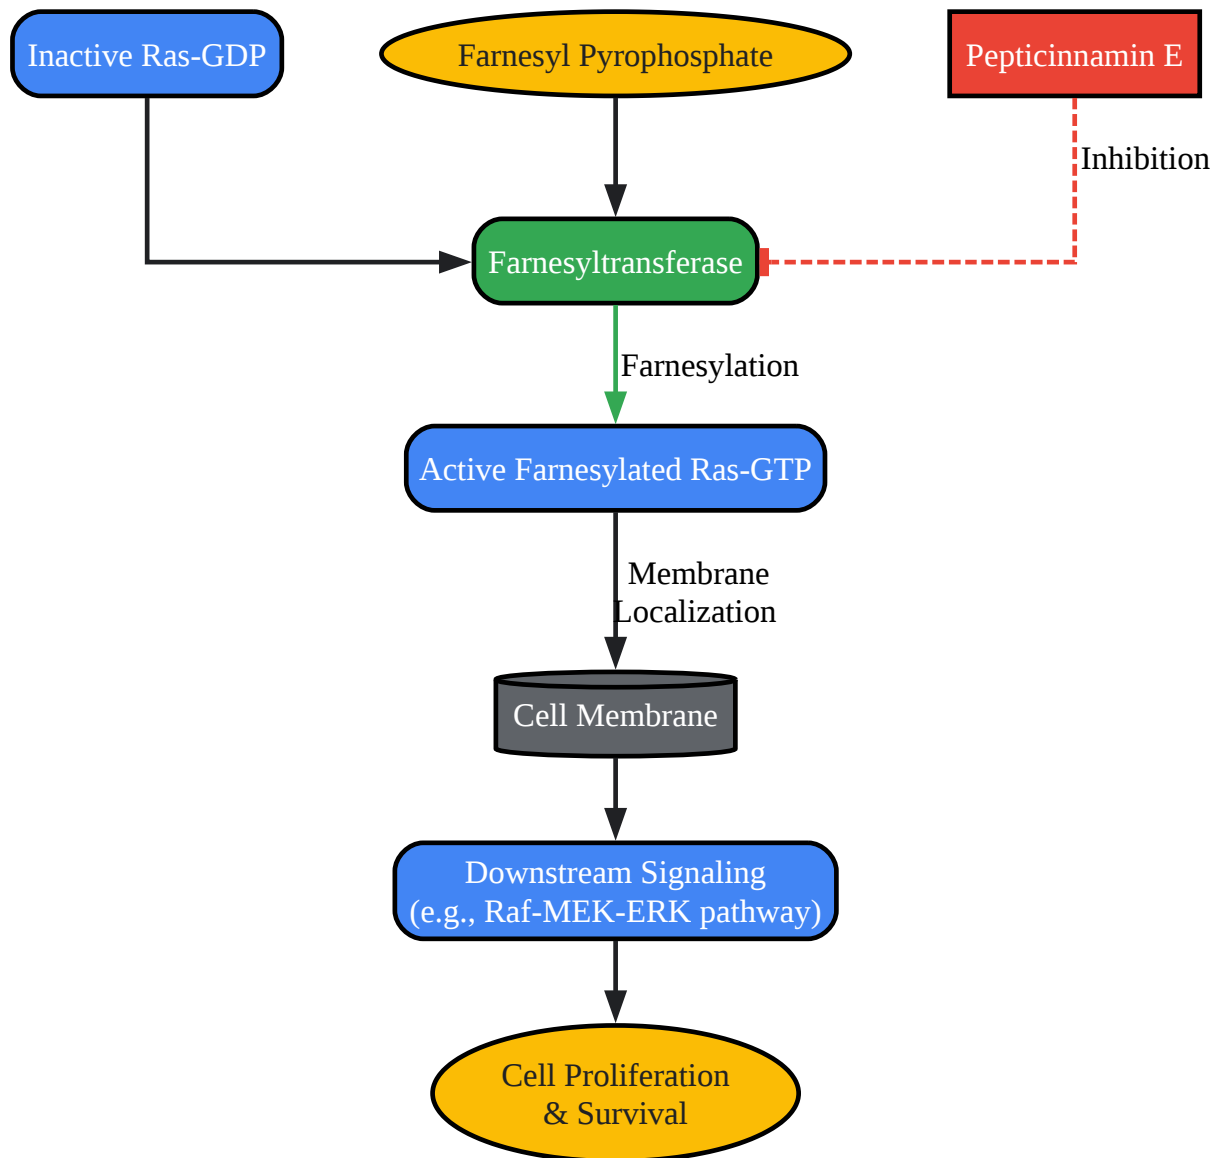 Inactive Ras-GDP
Farnesyl Pyrophosphate
Pepticinnamin E
Inhibition
Farnesyltransferase
Farnesylation
Active Farnesylated Ras-GTP
Membrane
Localization
Cell Membrane
Downstream Signaling
(e.g., Raf-MEK-ERK pathway)
Cell Proliferation
& Survival